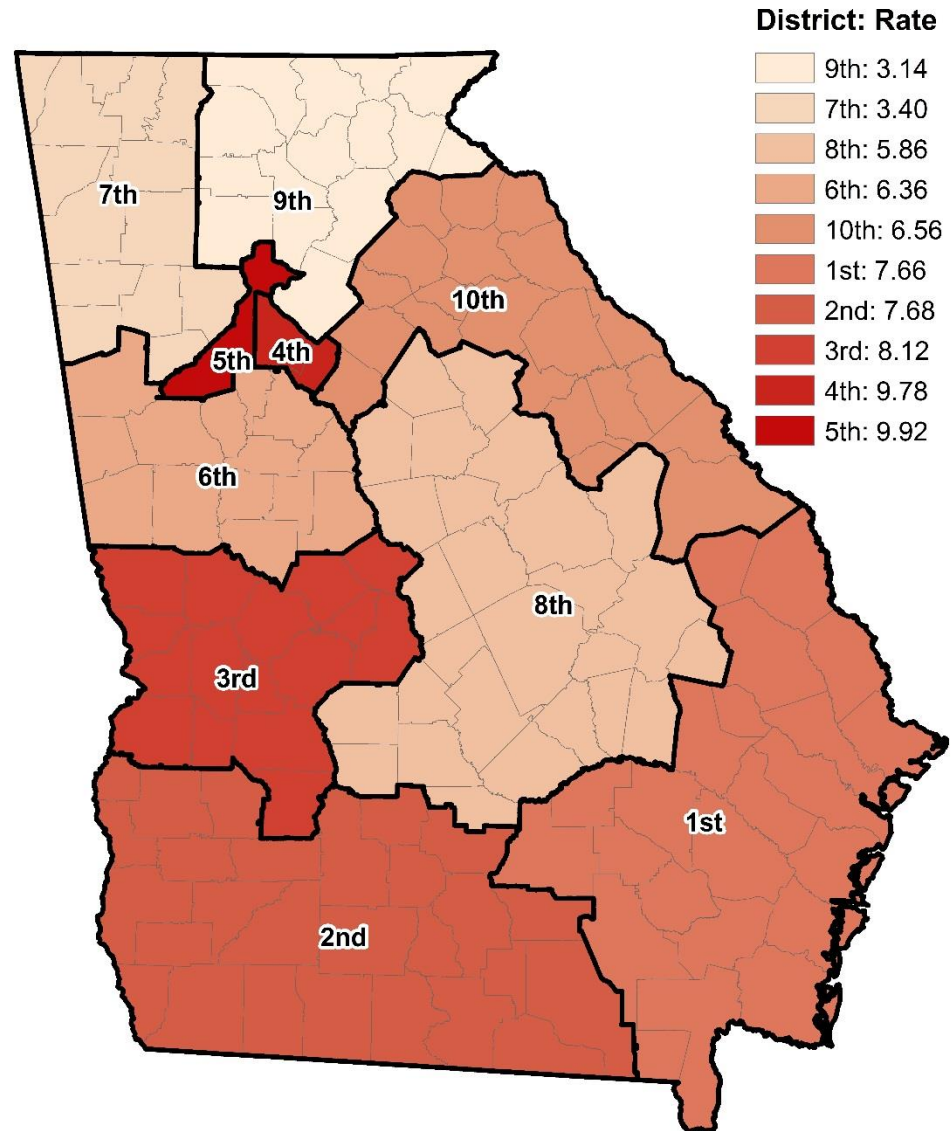 District: Rate
9th: 3.14
7th: 3.40
8th: 5.86
6th: 6.36
10th: 6.56
1st: 7.66
2nd: 7.68
3rd: 8.12
4th: 9.78
5th: 9.92
7th
9th
10th
5th
4th
6th
8th
3rd
1st
2nd